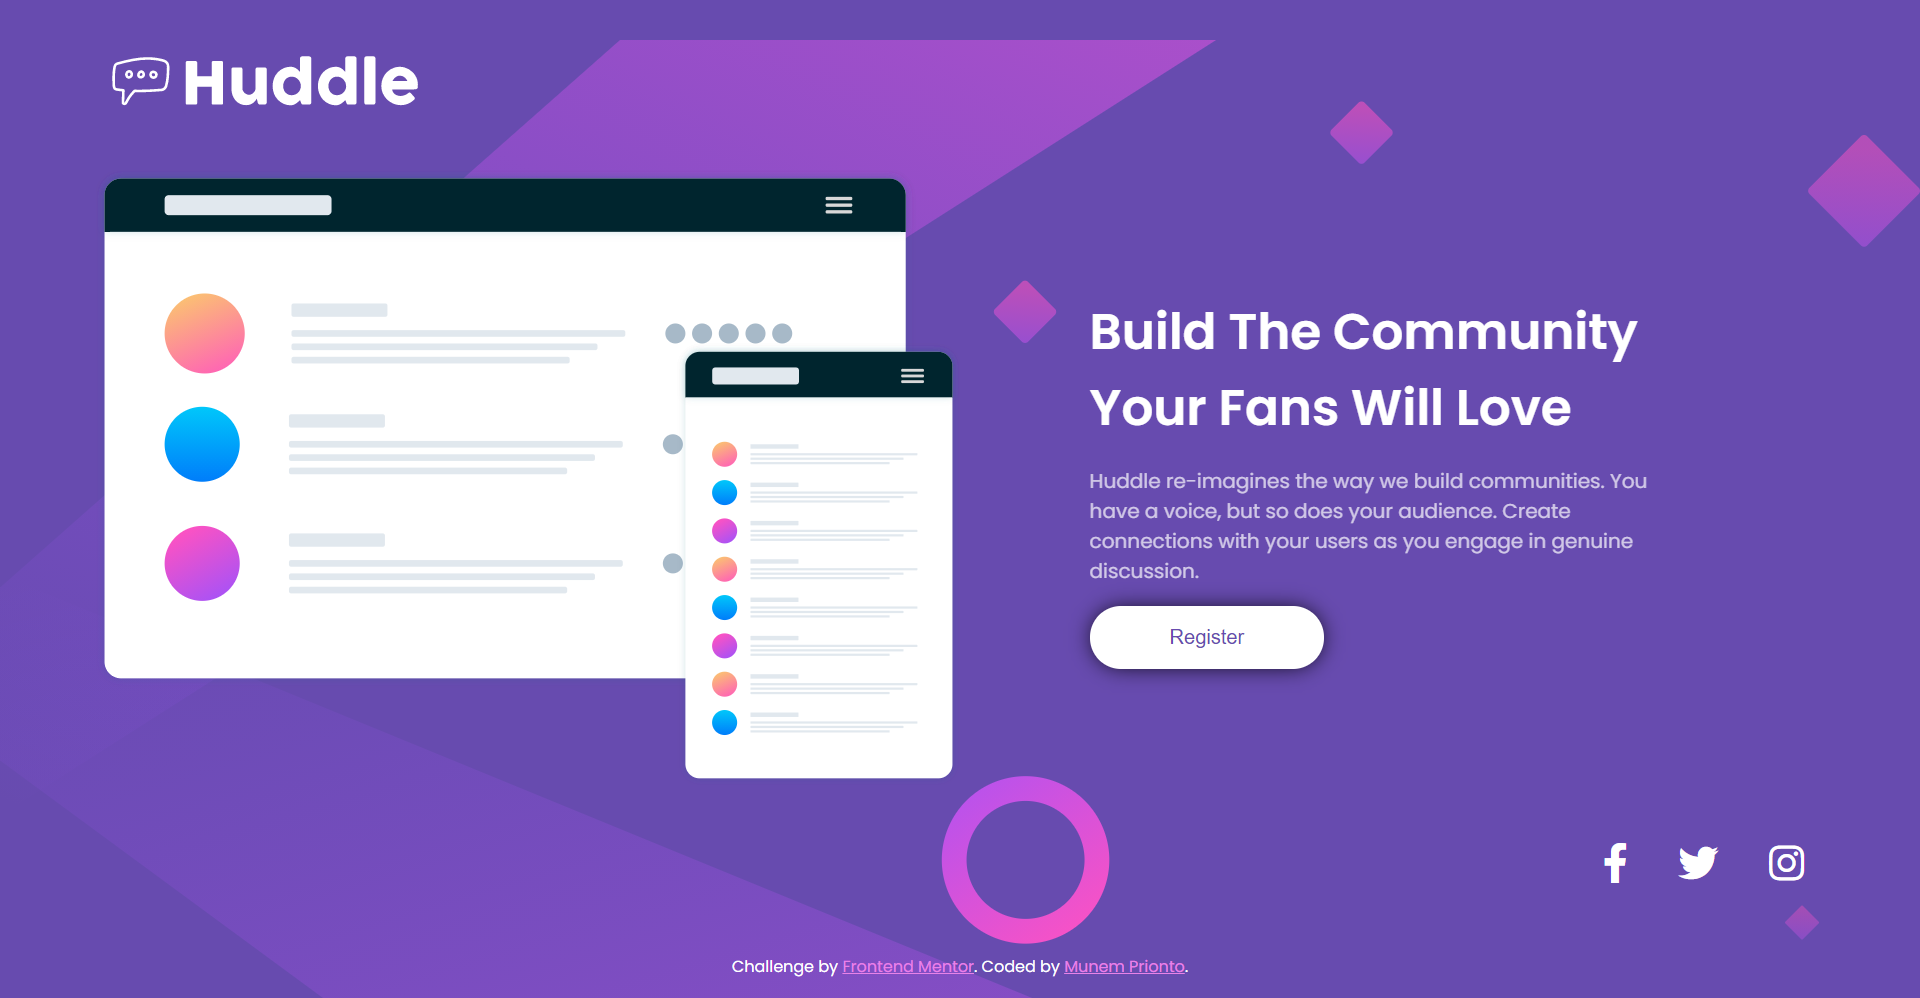 Huddle
Build The Community
Your Fans Will Love
Huddle re-imagines the way we build communities. You
have a voice, but so does your audience. Create
connections with your users as you engage in genuine
discussion.
Register
Challenge by Frontend Mentor. Coded by Munem Prionto.